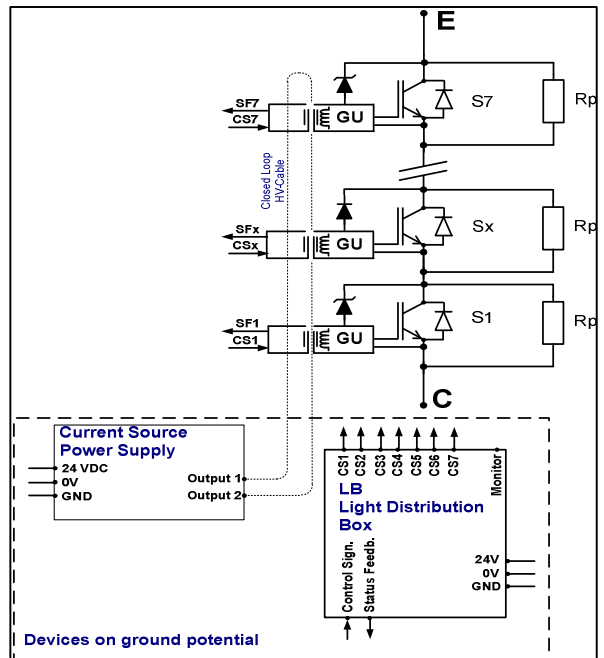 E
SF7
CS7
GU
S7
Rp
Closed Loop
HV-Cable
SFx
CSx
GU
Sx
Rp
SF1
CS1
GU
S1
Rp
C
Current Source
Power Supply
24 VDC
0V
GND
Output 1
Output 2
CS1
CS2
CS3
CS4
CS5
CS6
CS7
Monitor
LB
Light Distribution
Box
24V
0V
GND
Control Sign.
Status Feedb.
Devices on ground potential